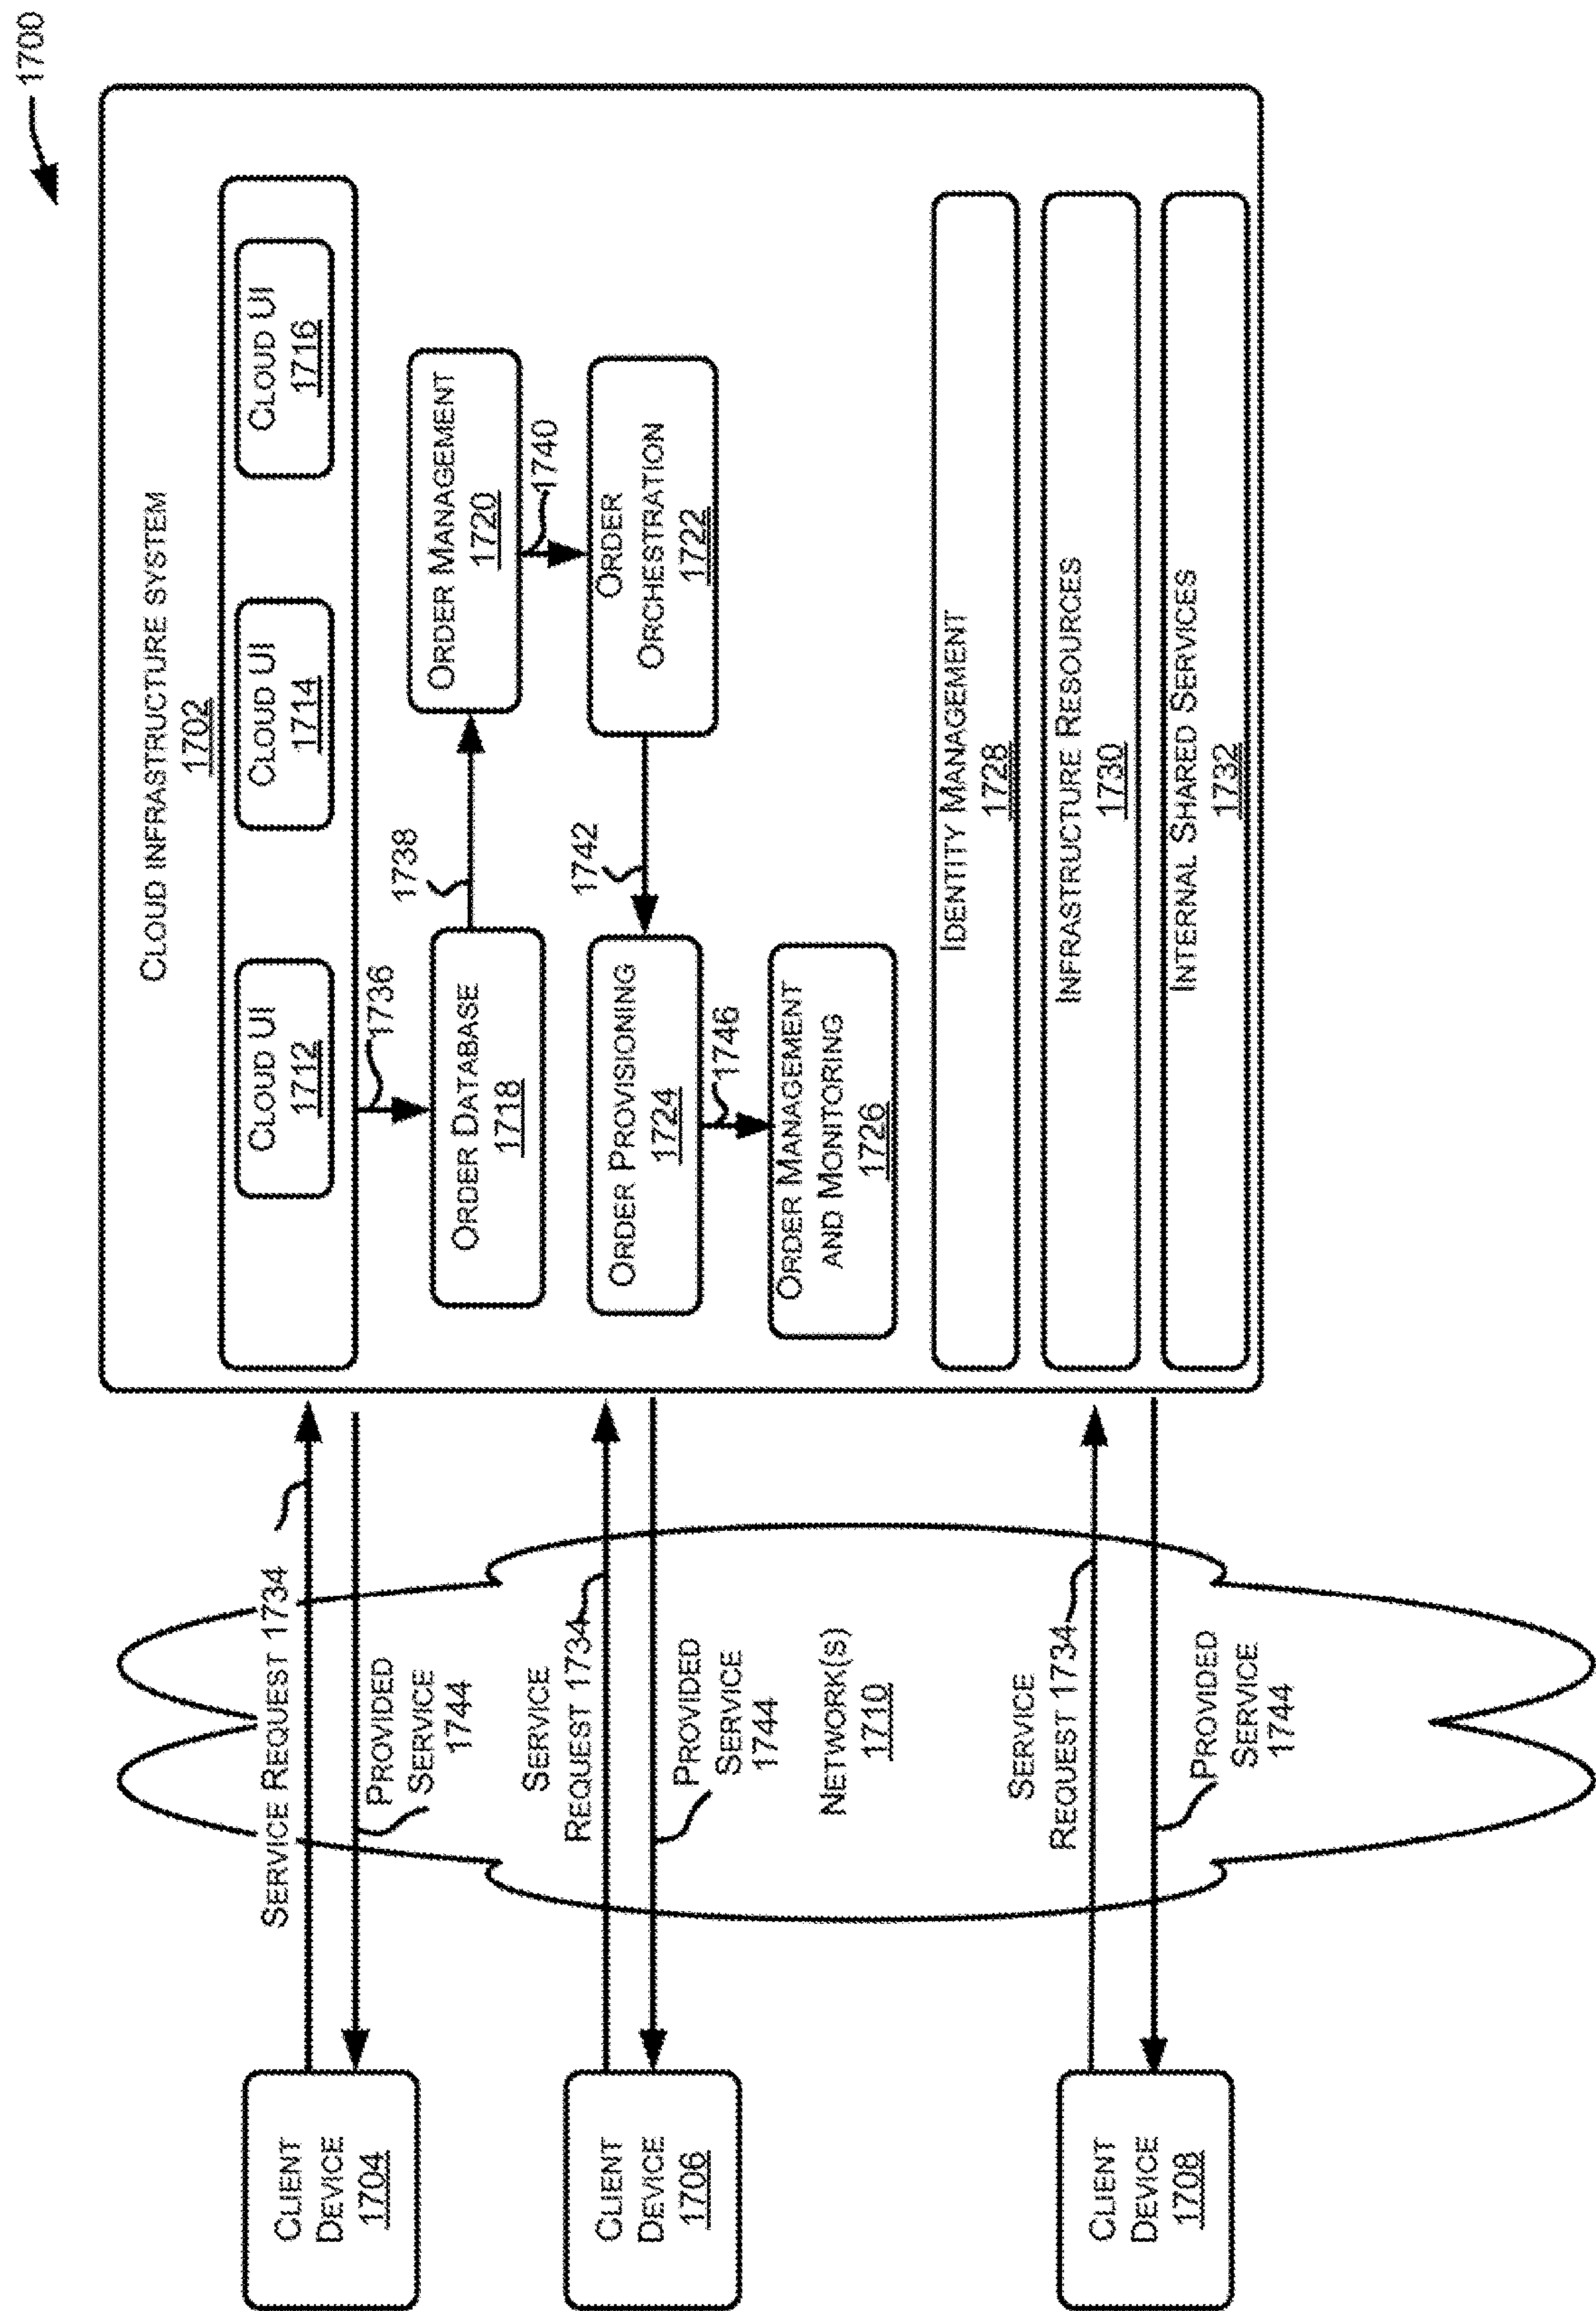 1700
CLOUD INFRASTRUCTURE SYSTEM
1702
CLOUD UI
1712
CLOUD UI
1714
CLOUD UI
1716
1736
ORDER DATABASE
1718
1738
ORDER MANAGEMENT
1720
1740
ORDER
ORCHESTRATION
1722
1742
ORDER PROVISIONING
1724
1746
ORDER MANAGEMENT
AND MONITORING
1726
IDENTITY MANAGEMENT
1728
INFRASTRUCTURE RESOURCES
1730
INTERNAL SHARED SERVICES
1732
CLIENT
DEVICE
1704
SERVICE REQUEST 1734
PROVIDED
SERVICE
1744
CLIENT
DEVICE
1706
SERVICE
REQUEST 1734
PROVIDED
SERVICE
1744
NETWORK(S)
1710
CLIENT
DEVICE
1708
SERVICE
REQUEST 1734
PROVIDED
SERVICE
1744